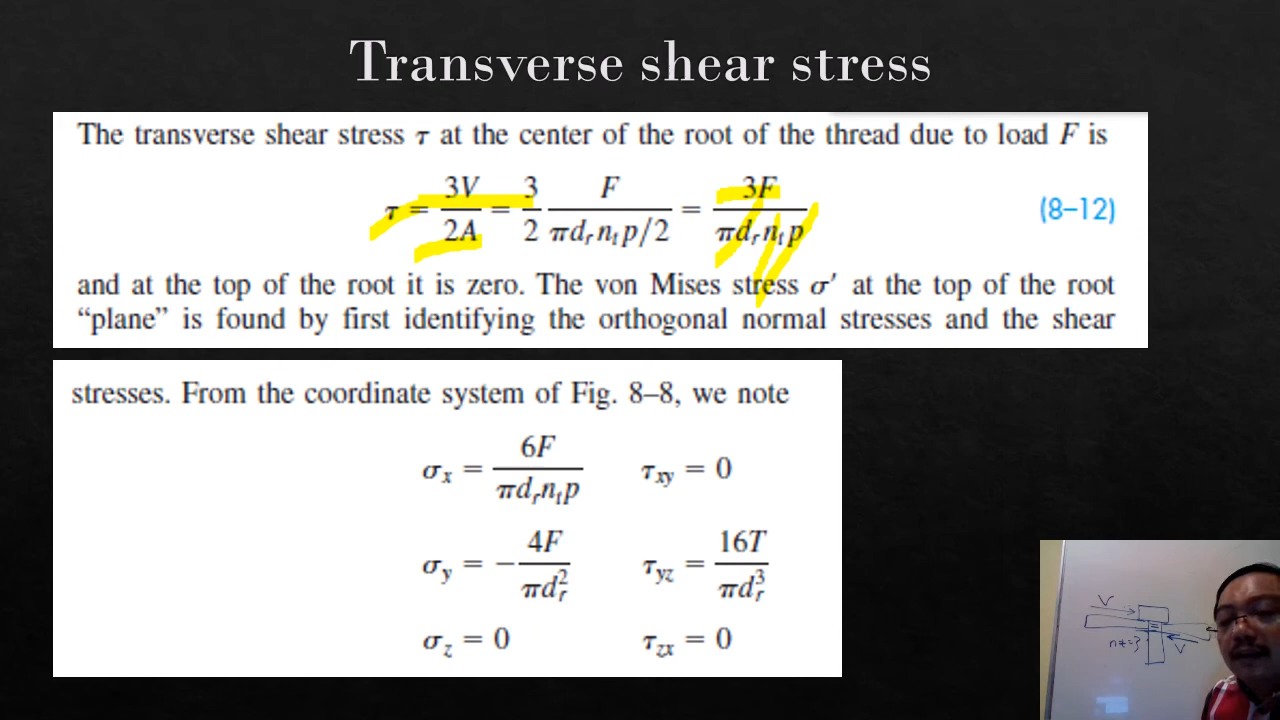 Transverse shear stress
The transverse shear stress τ at the center of the root of the thread due to load F is
τ = 3V/2A = 3/2 F/πd_r n_t p/2 = 3F/πd_r n_t p (8–12)
and at the top of the root it is zero. The von Mises stress σ′ at the top of the root
“plane” is found by first identifying the orthogonal normal stresses and the shear
stresses. From the coordinate system of Fig. 8–8, we note
σ_x = 6F/πd_r n_t p τ_xy = 0
σ_y = −4F/πd_r² τ_yz = 16T/πd_r³
σ_z = 0 τ_zx = 0
V
nt=3
V